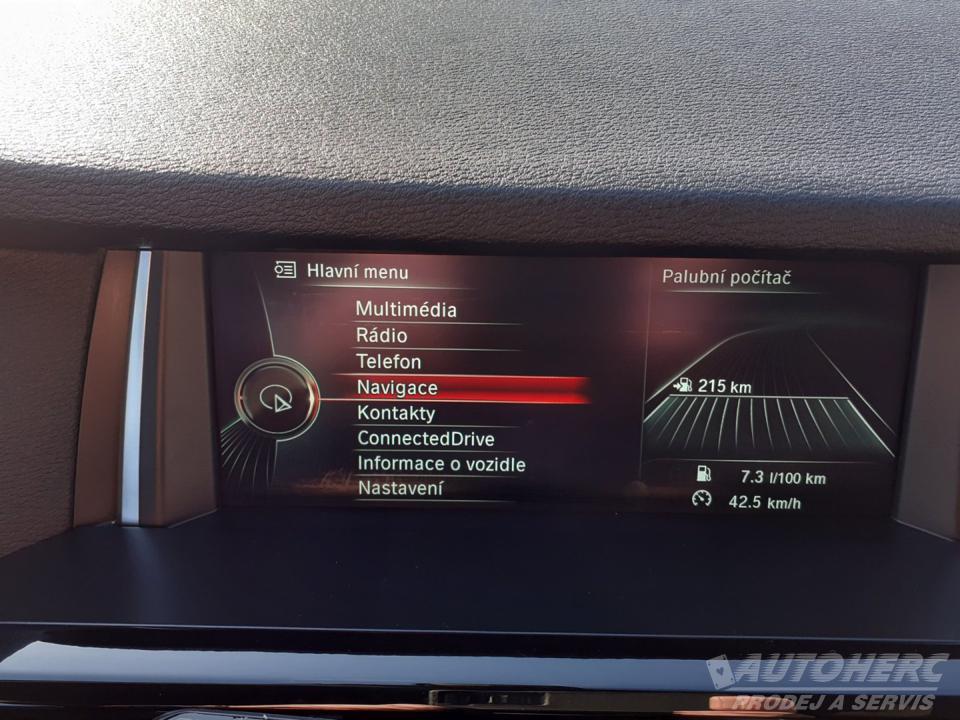 Hlavní menu
Multimédia
Rádio
Telefon
Navigace
Kontakty
ConnectedDrive
Informace o vozidle
Nastavení
Palubní počítač
215 km
7.3 l/100 km
42.5 km/h
AUTOHERC
PRODEJ A SERVIS